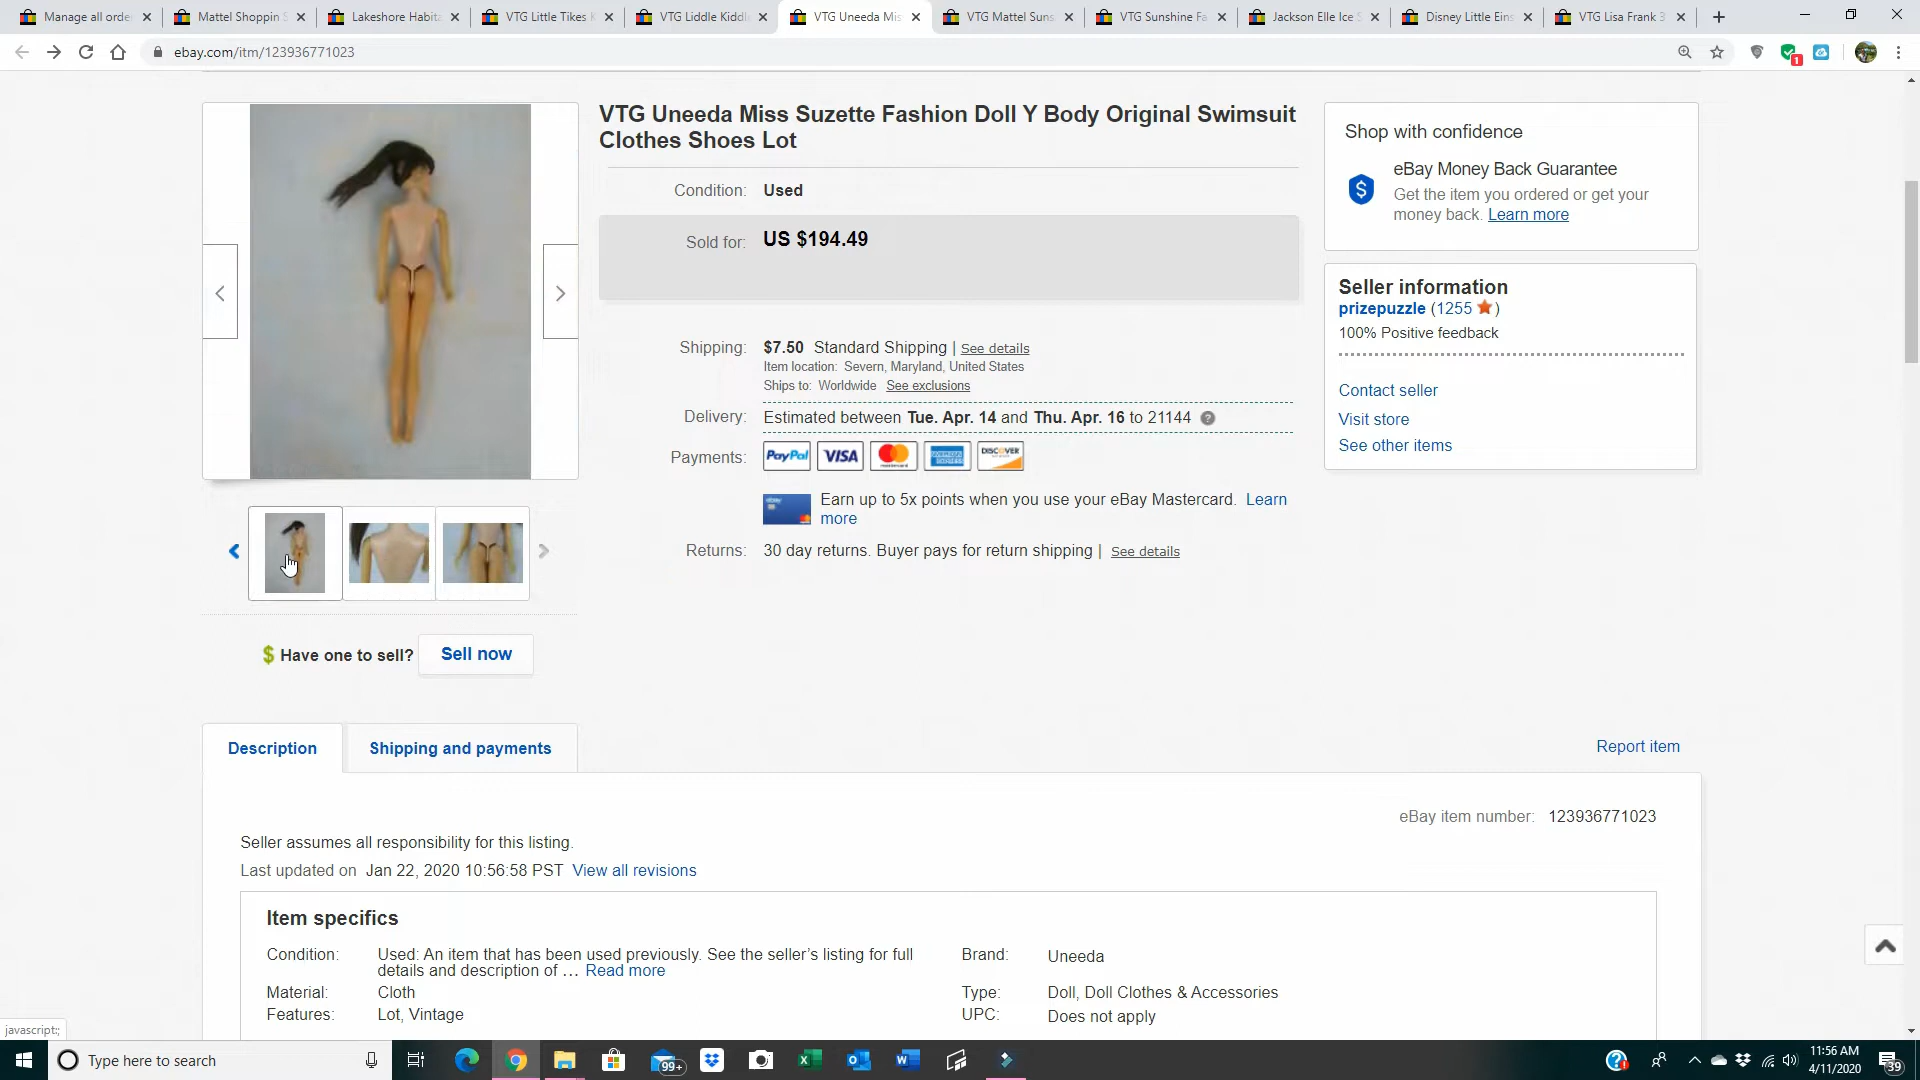 Manage all orde
Mattel Shoppin S
Lakeshore Habita
VTG Little Tikes K
VTG Liddle Kiddl
VTG Uneeda Mis
VTG Mattel Suns
VTG Sunshine Fa
Jackson Elle Ice S
Disney Little Eins
VTG Lisa Frank 3
ebay.com/itm/123936771023
1
VTG Uneeda Miss Suzette Fashion Doll Y Body Original Swimsuit
Clothes Shoes Lot
Condition: Used
Sold for: US $194.49
Shipping: $7.50 Standard Shipping | See details
Item location: Severn, Maryland, United States
Ships to: Worldwide See exclusions
Delivery: Estimated between Tue. Apr. 14 and Thu. Apr. 16 to 21144 ?
Payments: PayPal VISA DISCOVER
Earn up to 5x points when you use your eBay Mastercard. Learn
more
Returns: 30 day returns. Buyer pays for return shipping | See details
Shop with confidence
eBay Money Back Guarantee
Get the item you ordered or get your
money back. Learn more
Seller information
prizepuzzle (1255 ★)
100% Positive feedback
Contact seller
Visit store
See other items
$ Have one to sell? Sell now
Description
Shipping and payments
Report item
eBay item number: 123936771023
Seller assumes all responsibility for this listing.
Last updated on Jan 22, 2020 10:56:58 PST View all revisions
Item specifics
Condition: Used: An item that has been used previously. See the seller’s listing for full
details and description of … Read more
Brand: Uneeda
Material: Cloth
Type: Doll, Doll Clothes & Accessories
Features: Lot, Vintage
UPC: Does not apply
javascript:;
Type here to search
99+
11:56 AM
4/11/2020
39